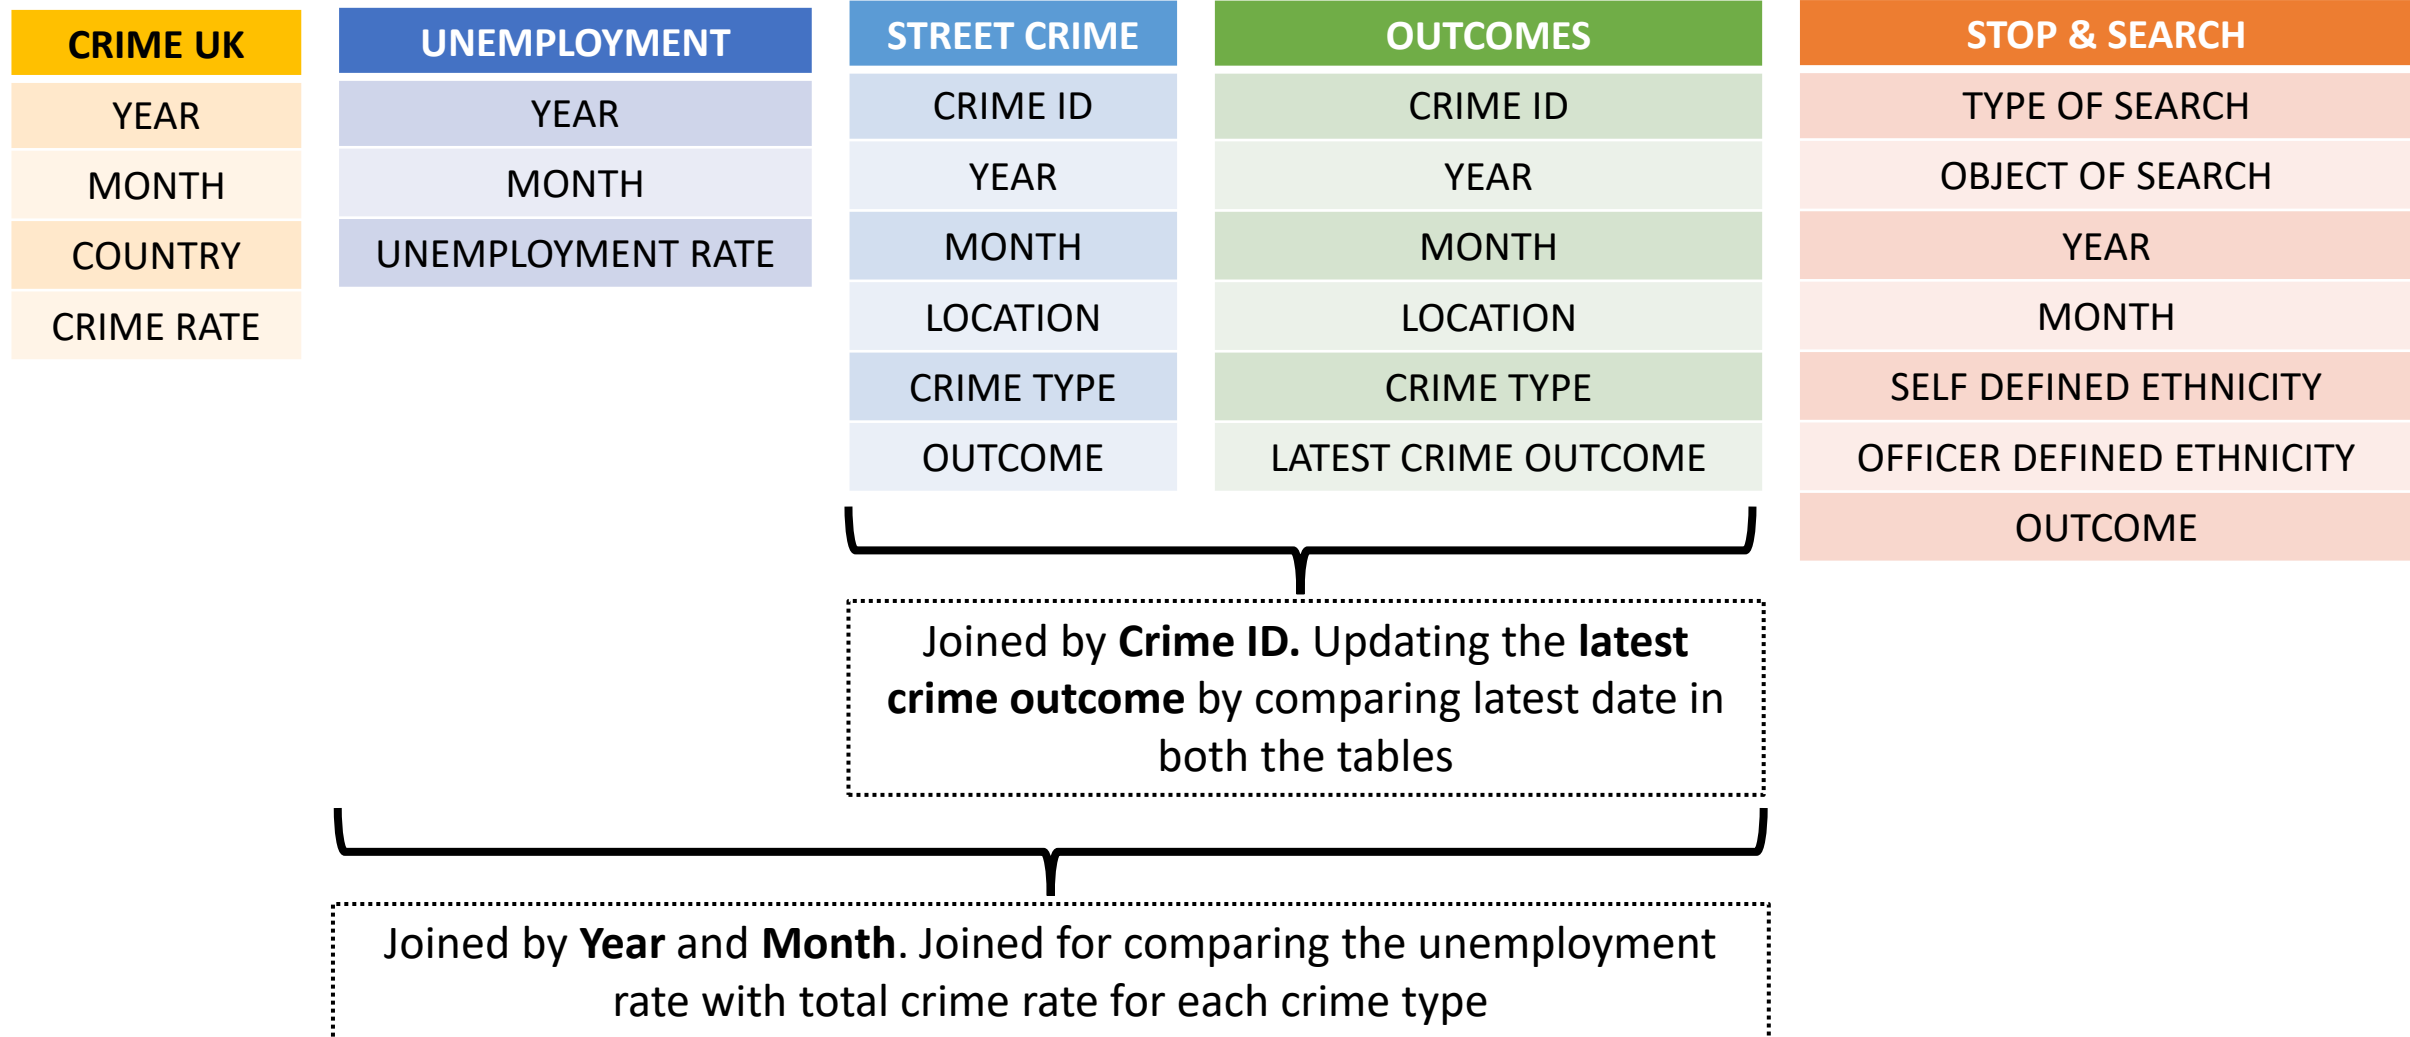 CRIME UK
YEAR
MONTH
COUNTRY
CRIME RATE
UNEMPLOYMENT
YEAR
MONTH
UNEMPLOYMENT RATE
STREET CRIME
CRIME ID
YEAR
MONTH
LOCATION
CRIME TYPE
OUTCOME
OUTCOMES
CRIME ID
YEAR
MONTH
LOCATION
CRIME TYPE
LATEST CRIME OUTCOME
STOP & SEARCH
TYPE OF SEARCH
OBJECT OF SEARCH
YEAR
MONTH
SELF DEFINED ETHNICITY
OFFICER DEFINED ETHNICITY
OUTCOME
Joined by Crime ID. Updating the latest
crime outcome by comparing latest date in
both the tables
Joined by Year and Month. Joined for comparing the unemployment
rate with total crime rate for each crime type